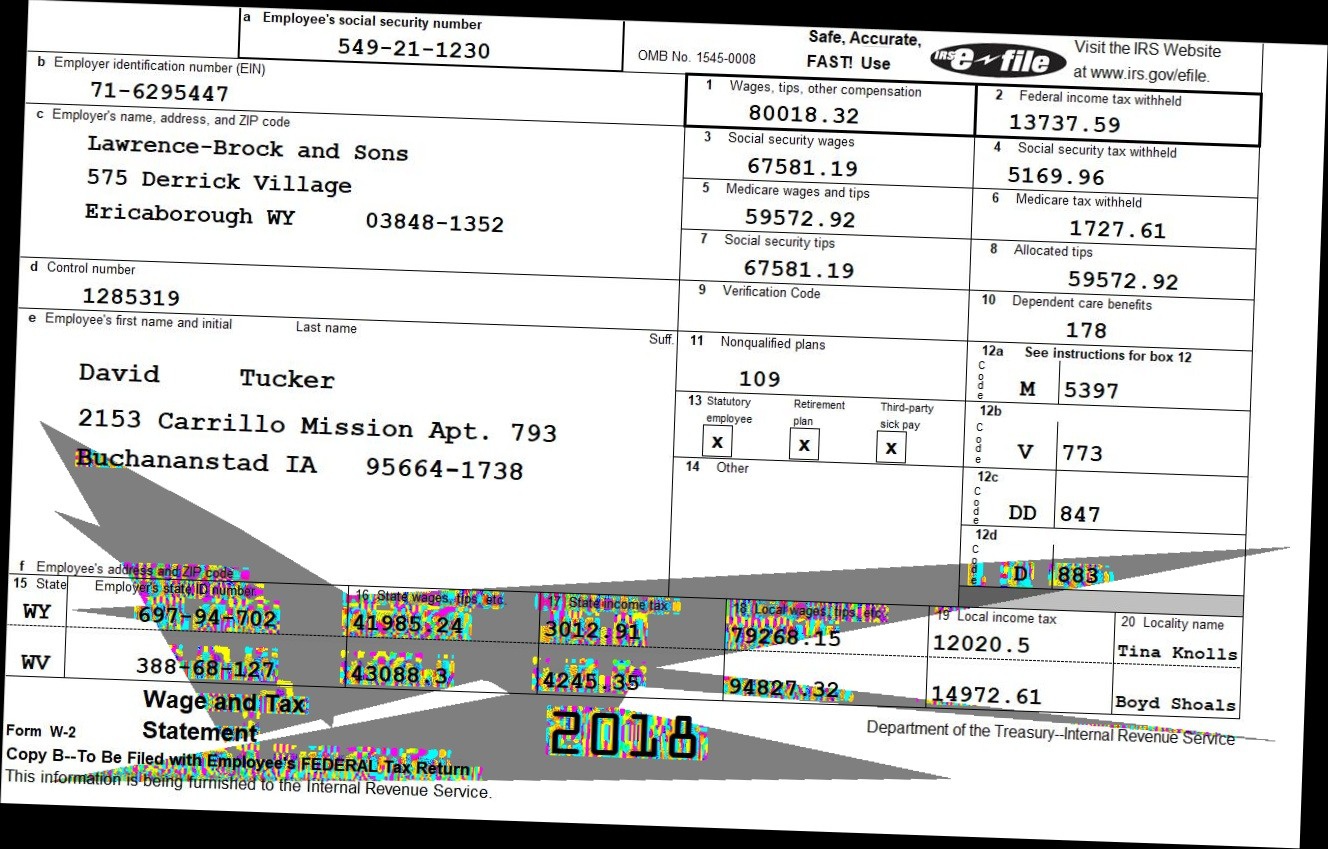 a Employee's social security number
549-21-1230
OMB No. 1545-0008
Safe, Accurate,
FAST! Use
IRS e file
Visit the IRS Website
at www.irs.gov/efile.
b Employer identification number (EIN)
71-6295447
1 Wages, tips, other compensation
80018.32
2 Federal income tax withheld
13737.59
c Employer's name, address, and ZIP code
Lawrence-Brock and Sons
575 Derrick Village
Ericaborough WY 03848-1352
3 Social security wages
67581.19
4 Social security tax withheld
5169.96
5 Medicare wages and tips
59572.92
6 Medicare tax withheld
1727.61
7 Social security tips
67581.19
8 Allocated tips
59572.92
d Control number
1285319
9 Verification Code
10 Dependent care benefits
178
e Employee's first name and initial Last name Suff.
David Tucker
2153 Carrillo Mission Apt. 793
Buchananstad IA 95664-1738
11 Nonqualified plans
109
12a See instructions for box 12
Code M 5397
13 Statutory employee Retirement plan Third-party sick pay
X X X
12b
Code V 773
14 Other
12c
Code DD 847
12d
Code D 883
f Employee's address and ZIP code
15 State Employer's state ID number 16 State wages, tips, etc. 17 State income tax 18 Local wages, tips, etc. 19 Local income tax 20 Locality name
WY 697-94-702 41985.24 3012.91 79268.15 12020.5 Tina Knolls
WV 388-68-127 43088.3 4245.35 94827.32 14972.61 Boyd Shoals
Wage and Tax
Form W-2 Statement 2018 Department of the Treasury--Internal Revenue Service
Copy B--To Be Filed with Employee's FEDERAL Tax Return
This information is being furnished to the Internal Revenue Service.